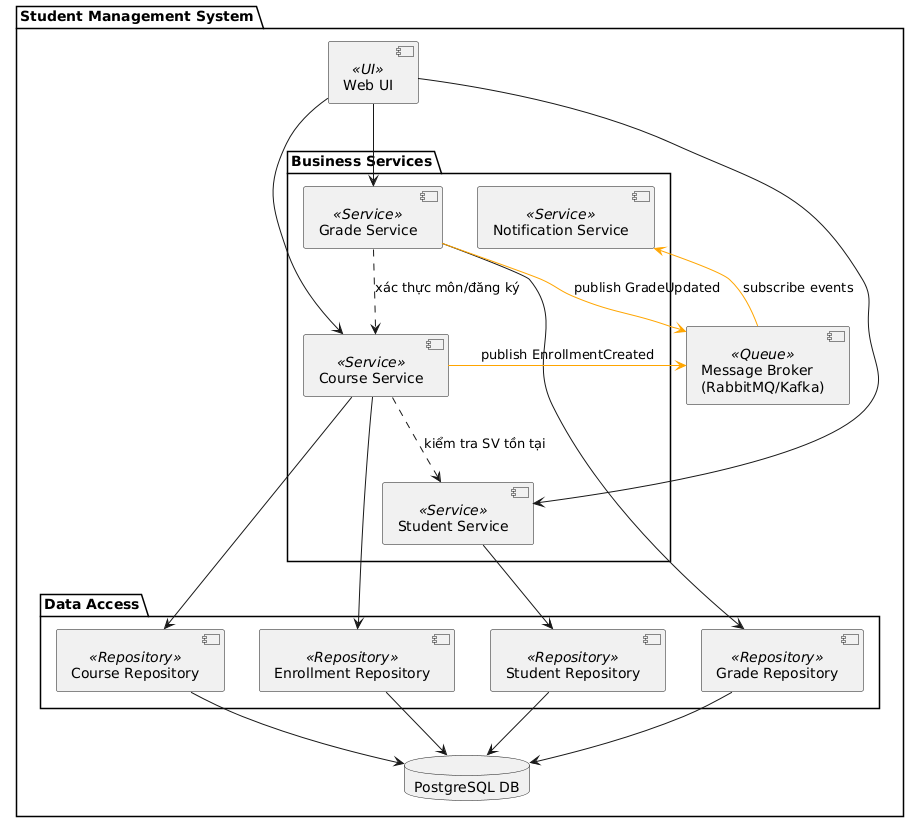 Student Management System
«UI»
Web UI
Business Services
«Service»
Grade Service
«Service»
Notification Service
xác thực môn/đăng ký
publish GradeUpdated
subscribe events
«Service»
Course Service
publish EnrollmentCreated
«Queue»
Message Broker
(RabbitMQ/Kafka)
kiểm tra SV tồn tại
«Service»
Student Service
Data Access
«Repository»
Course Repository
«Repository»
Enrollment Repository
«Repository»
Student Repository
«Repository»
Grade Repository
PostgreSQL DB